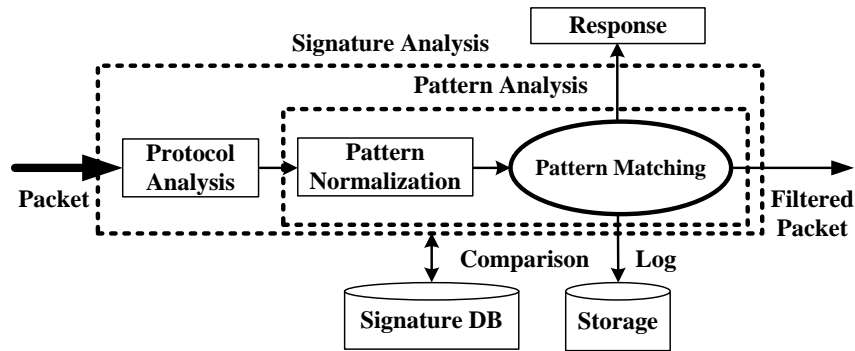 Response
Signature Analysis
Pattern Analysis
Protocol
Analysis
Pattern
Normalization
Pattern Matching
Packet
Filtered
Packet
Comparison
Log
Signature DB
Storage